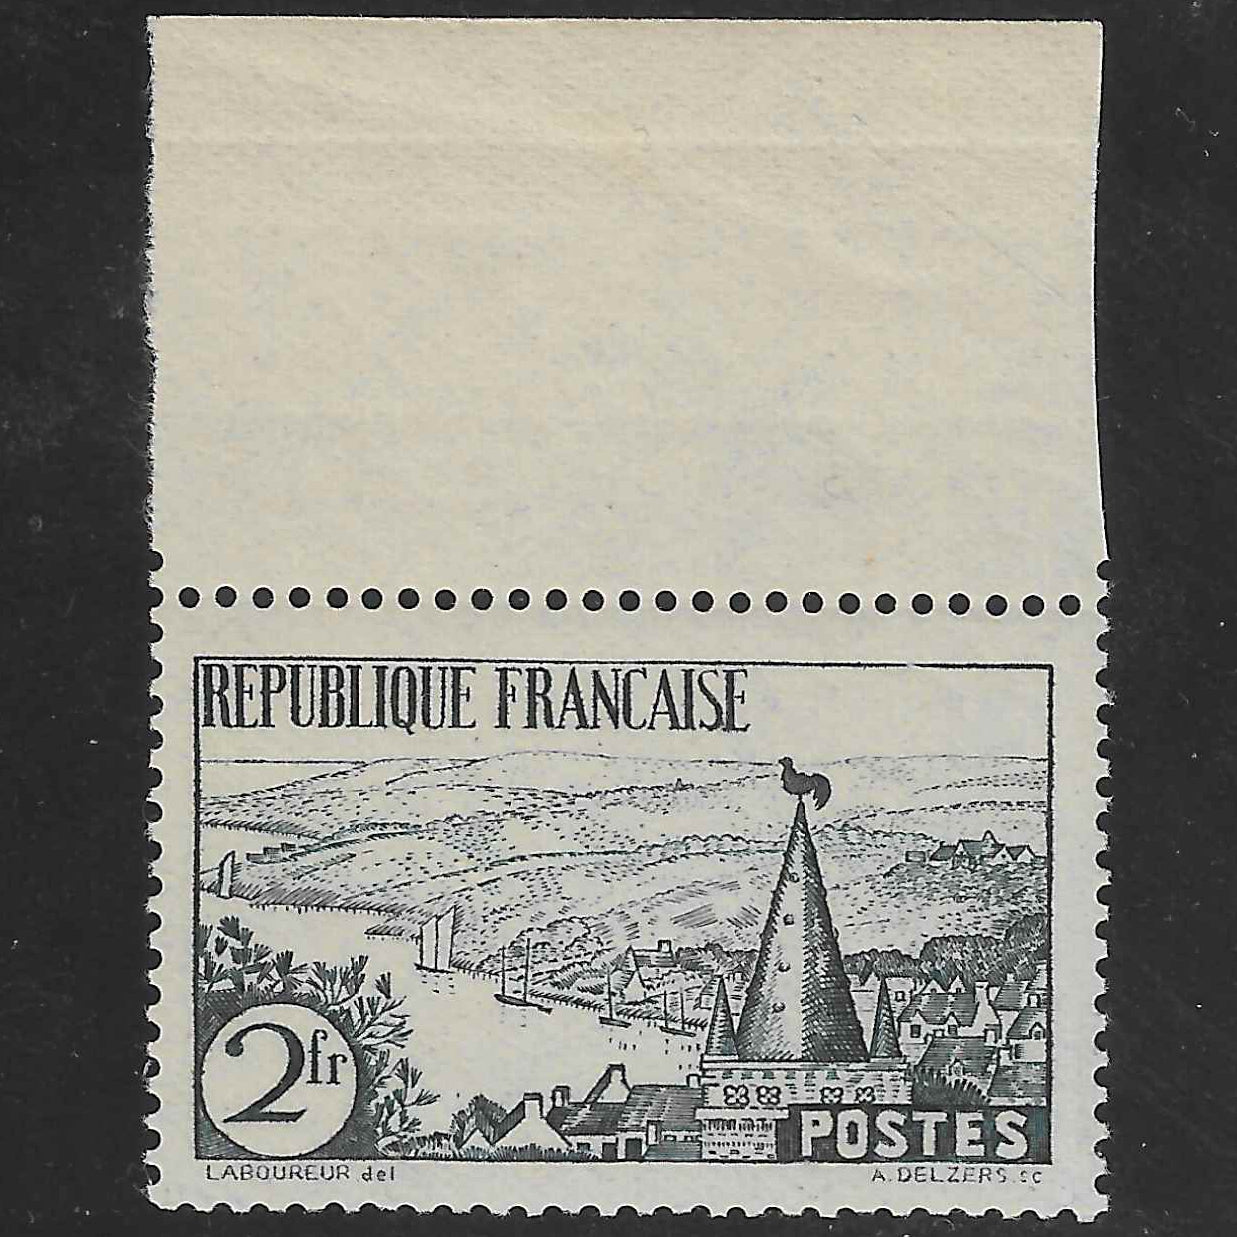 REPUBLIQUE FRANCAISE
2fr
POSTES
LABOUREUR del
A.DELZERS.sc